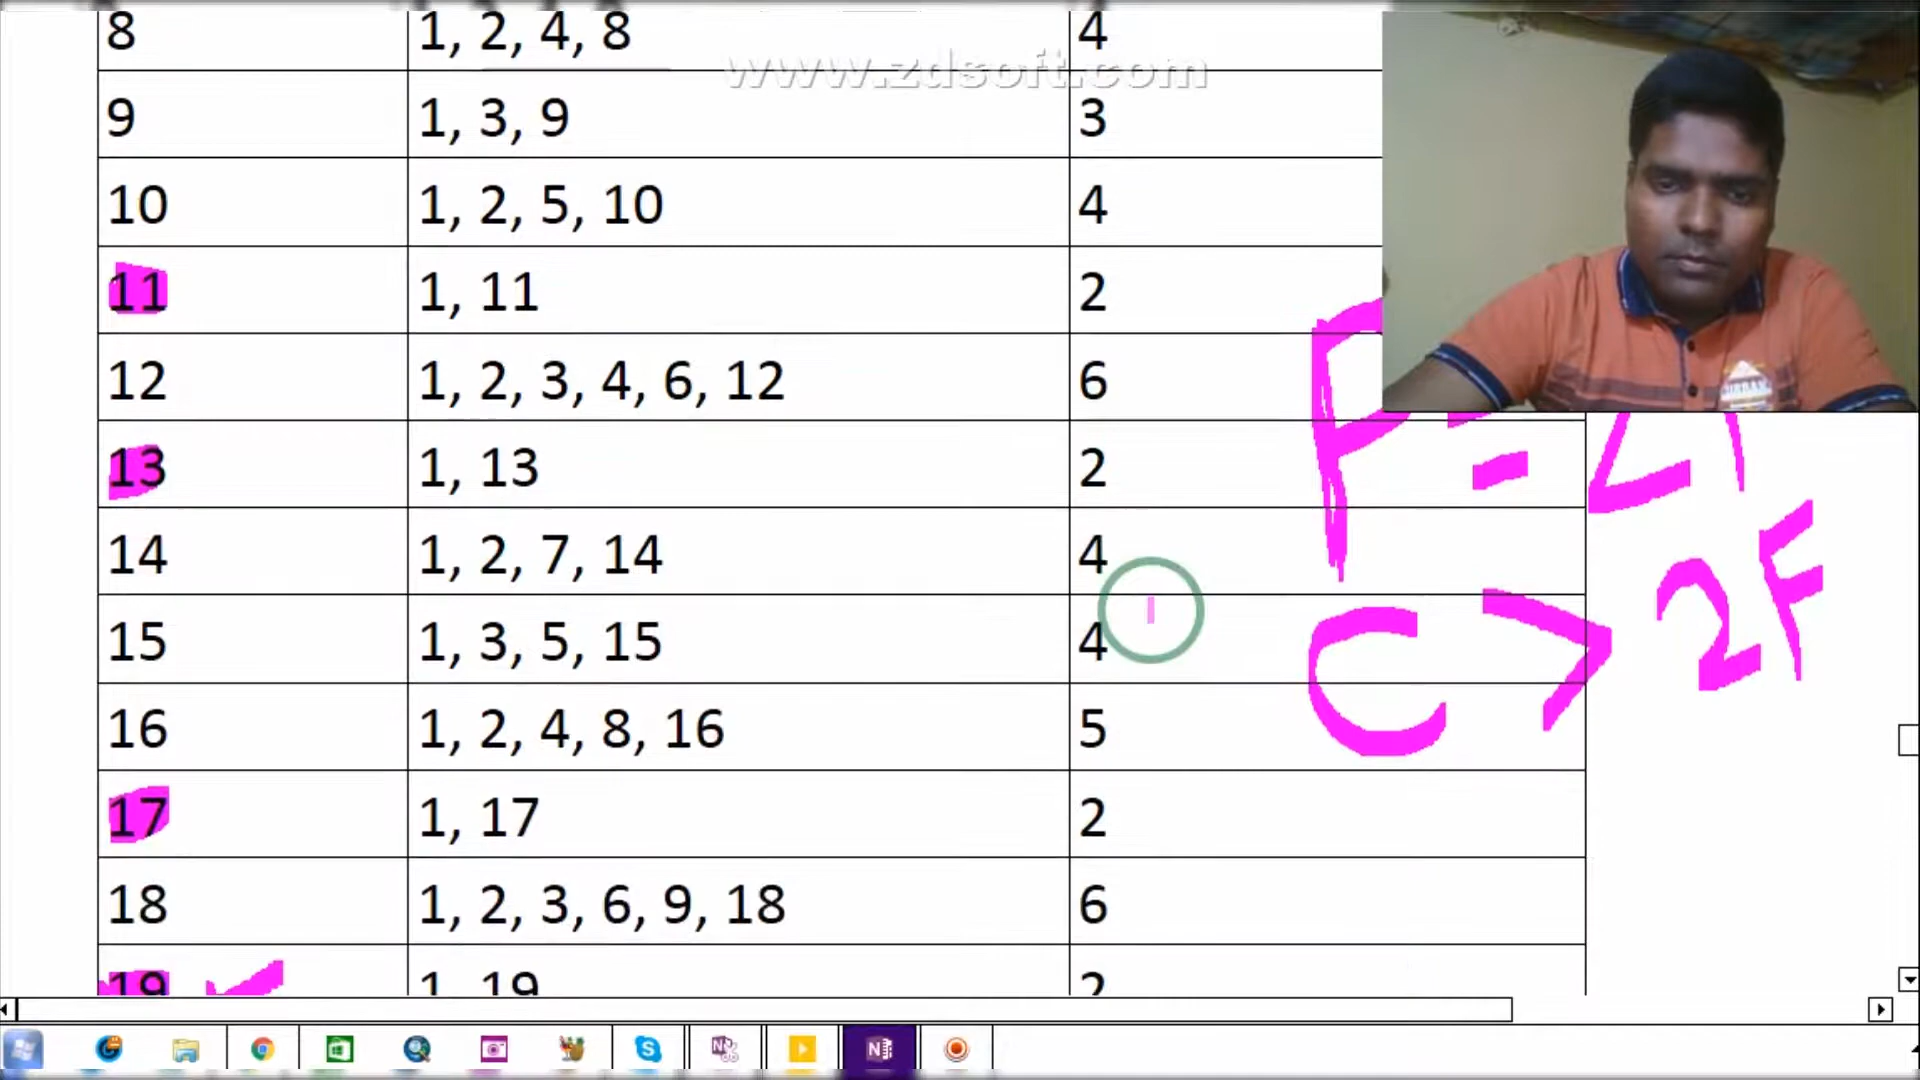 8 1, 2, 4, 8 4
www.zdsoft.com
9 1, 3, 9 3
10 1, 2, 5, 10 4
11 1, 11 2
12 1, 2, 3, 4, 6, 12 6
13 1, 13 2
14 1, 2, 7, 14 4
15 1, 3, 5, 15 4
16 1, 2, 4, 8, 16 5
17 1, 17 2
18 1, 2, 3, 6, 9, 18 6
19 1, 19 2
P =
C > 2F